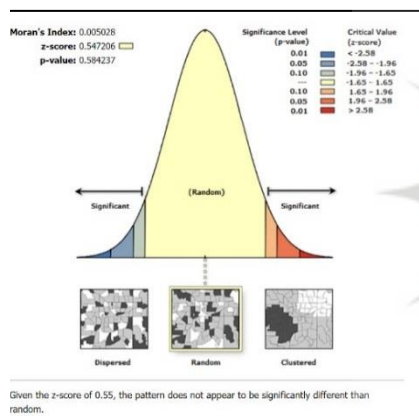 Moran's Index: 0.005028
z-score: 0.547206
p-value: 0.584237
Significance Level
(p-value)
Critical Value
(z-score)
0.01 < -2.58
0.05 -2.58 - -1.96
0.10 -1.96 - -1.65
--- -1.65 - 1.65
0.10 1.65 - 1.96
0.05 1.96 - 2.58
0.01 > 2.58
(Random)
Significant Significant
Dispersed Random Clustered
Given the z-score of 0.55, the pattern does not appear to be significantly different than
random.